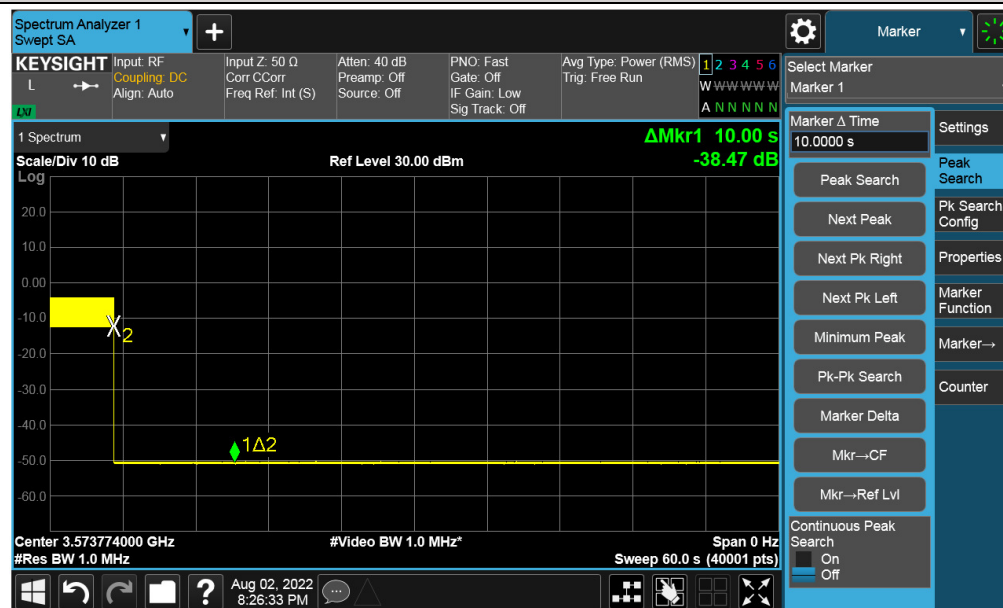 Spectrum Analyzer 1
Swept SA
+
Marker
KEYSIGHT
L
LXI
Input: RF
Coupling: DC
Align: Auto
Input Z: 50 Ω
Corr CCorr
Freq Ref: Int (S)
Atten: 40 dB
Preamp: Off
Source: Off
PNO: Fast
Gate: Off
IF Gain: Low
Sig Track: Off
Avg Type: Power (RMS)
Trig: Free Run
1 2 3 4 5 6
W W W W W W
A N N N N N
Select Marker
Marker 1
1 Spectrum
ΔMkr1 10.00 s
-38.47 dB
Scale/Div 10 dB
Ref Level 30.00 dBm
Log
20.0
10.0
0.00
-10.0
-20.0
-30.0
-40.0
-50.0
-60.0
2
1Δ2
Center 3.573774000 GHz
#Video BW 1.0 MHz*
Span 0 Hz
#Res BW 1.0 MHz
Sweep 60.0 s (40001 pts)
Marker Δ Time
10.0000 s
Peak Search
Next Peak
Next Pk Right
Next Pk Left
Minimum Peak
Pk-Pk Search
Marker Delta
Mkr→CF
Mkr→Ref Lvl
Continuous Peak
Search
On
Off
Settings
Peak
Search
Pk Search
Config
Properties
Marker
Function
Marker→
Counter
?
Aug 02, 2022
8:26:33 PM